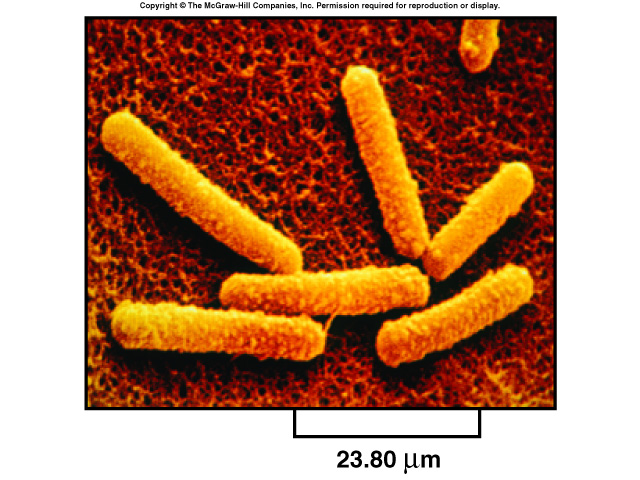 Copyright © The McGraw-Hill Companies, Inc. Permission required for reproduction or display.
23.80 μm